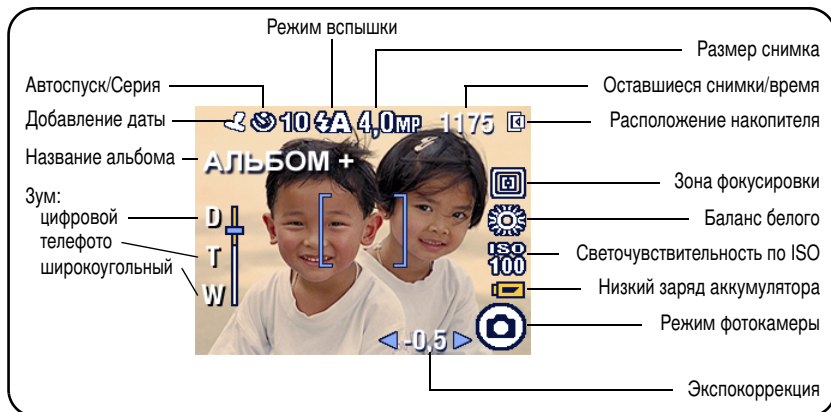 Режим вспышки
Размер снимка
Автоспуск/Серия
Оставшиеся снимки/время
Добавление даты
10 A 4,0MP 1175
Расположение накопителя
Название альбома
АЛЬБОМ +
Зум:
цифровой
телефото
широкоугольный
D
T
W
Зона фокусировки
Баланс белого
ISO
100
Светочувствительность по ISO
Низкий заряд аккумулятора
Режим фотокамеры
-0,5
Экспокоррекция